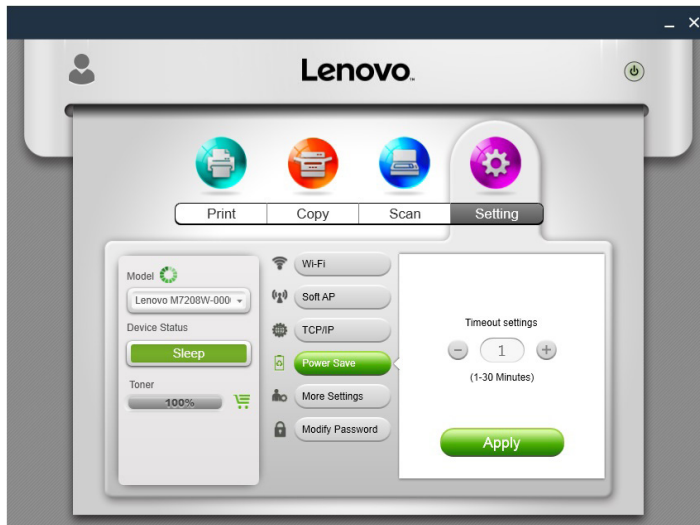 Lenovo™
Print Copy Scan Setting
Model
Lenovo M7208W-000
Device Status
Sleep
Toner
100%
Wi-Fi
Soft AP
TCP/IP
Power Save
More Settings
Modify Password
Timeout settings
1
(1-30 Minutes)
Apply